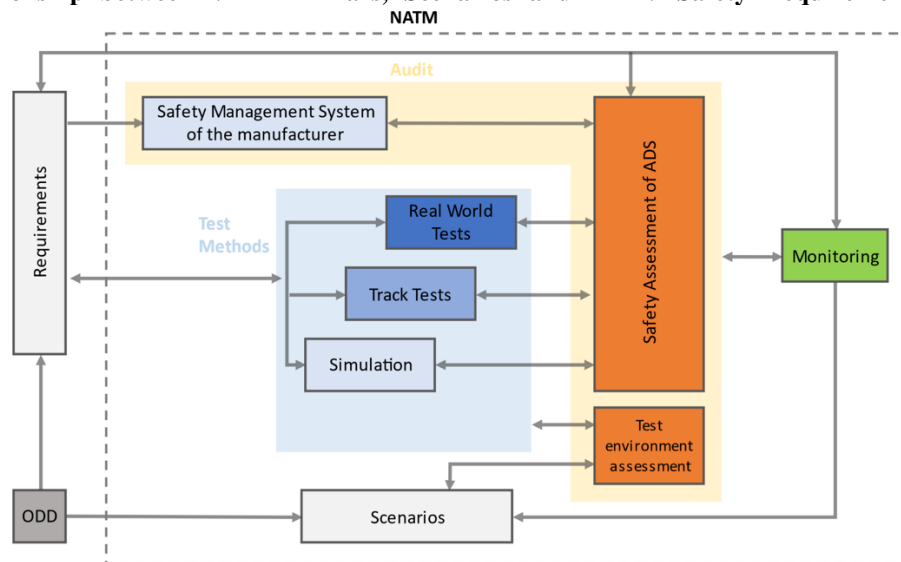 NATM
Audit
Safety Management System
of the manufacturer
Requirements
Safety Assessment of ADS
Test
Methods
Real World
Tests
Track Tests
Simulation
Monitoring
Test
environment
assessment
ODD
Scenarios